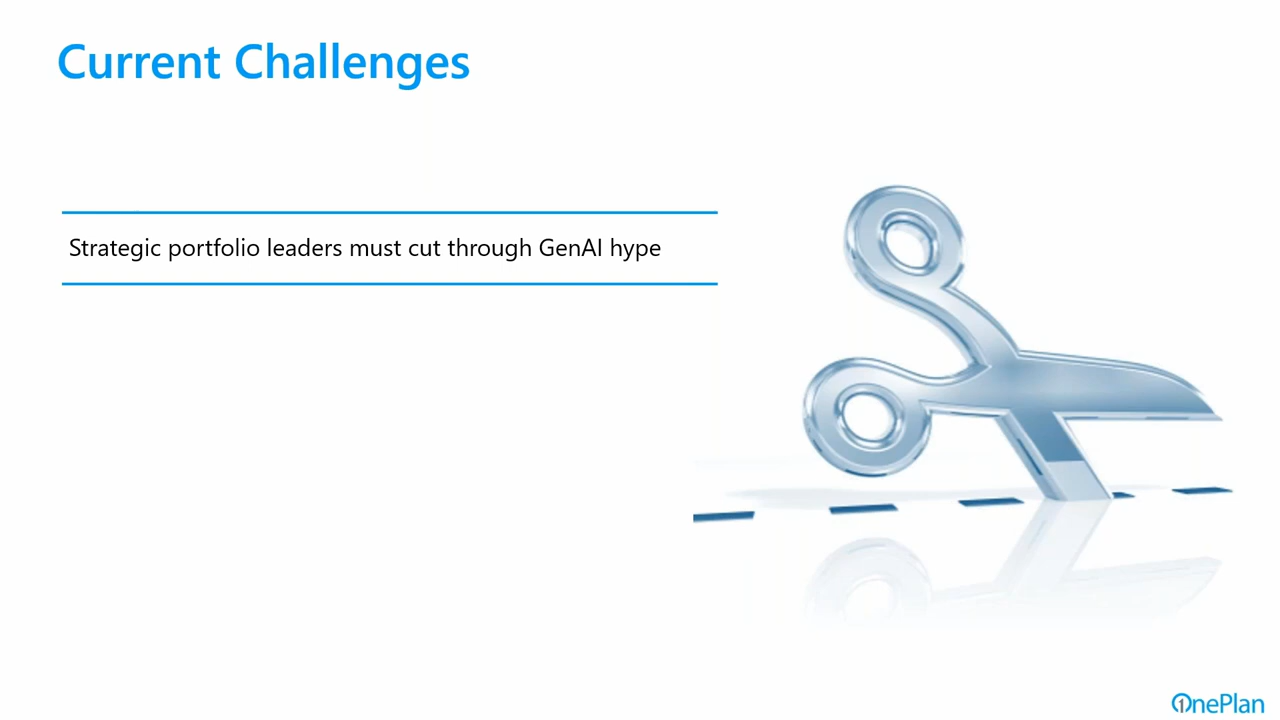 Current Challenges
Strategic portfolio leaders must cut through GenAI hype
OnePlan